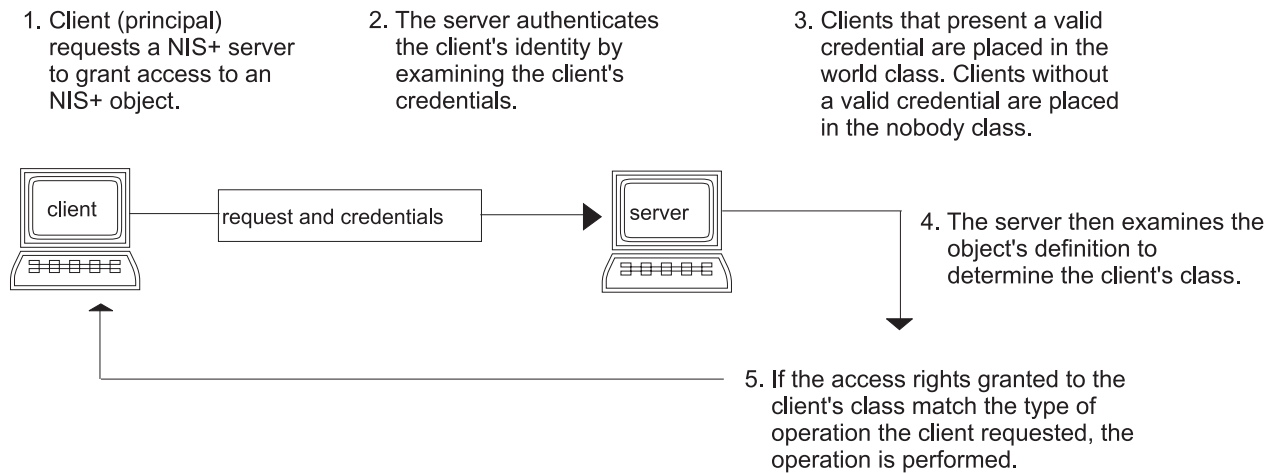 1. Client (principal)
requests a NIS+ server
to grant access to an
NIS+ object.
2. The server authenticates
the client's identity by
examining the client's
credentials.
3. Clients that present a valid
credential are placed in the
world class. Clients without
a valid credential are placed
in the nobody class.
client
request and credentials
server
4. The server then examines the
object's definition to
determine the client's class.
5. If the access rights granted to the
client's class match the type of
operation the client requested, the
operation is performed.